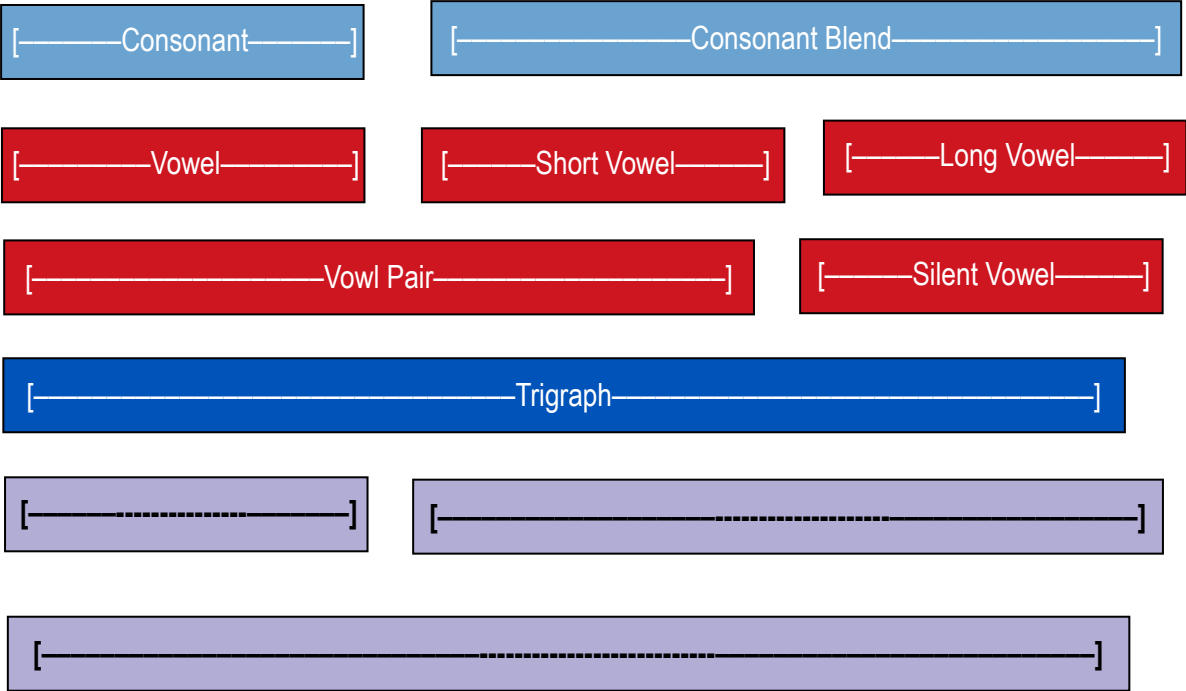 [–––––––Consonant–––––––] [––––––––––––––––Consonant Blend––––––––––––––––––]
[–––––––––Vowel–––––––––] [––––––Short Vowel––––––] [––––––Long Vowel––––––]
[––––––––––––––––––––Vowl Pair––––––––––––––––––––] [––––––Silent Vowel––––––]
[–––––––––––––––––––––––––––––––––Trigraph–––––––––––––––––––––––––––––––––]
[––––––---------------–––––––] [–––––––––––––––––––--------------------–––––––––––––––––]
[––––––––––––––––––––––––––––––---------------------------––––––––––––––––––––––––––]